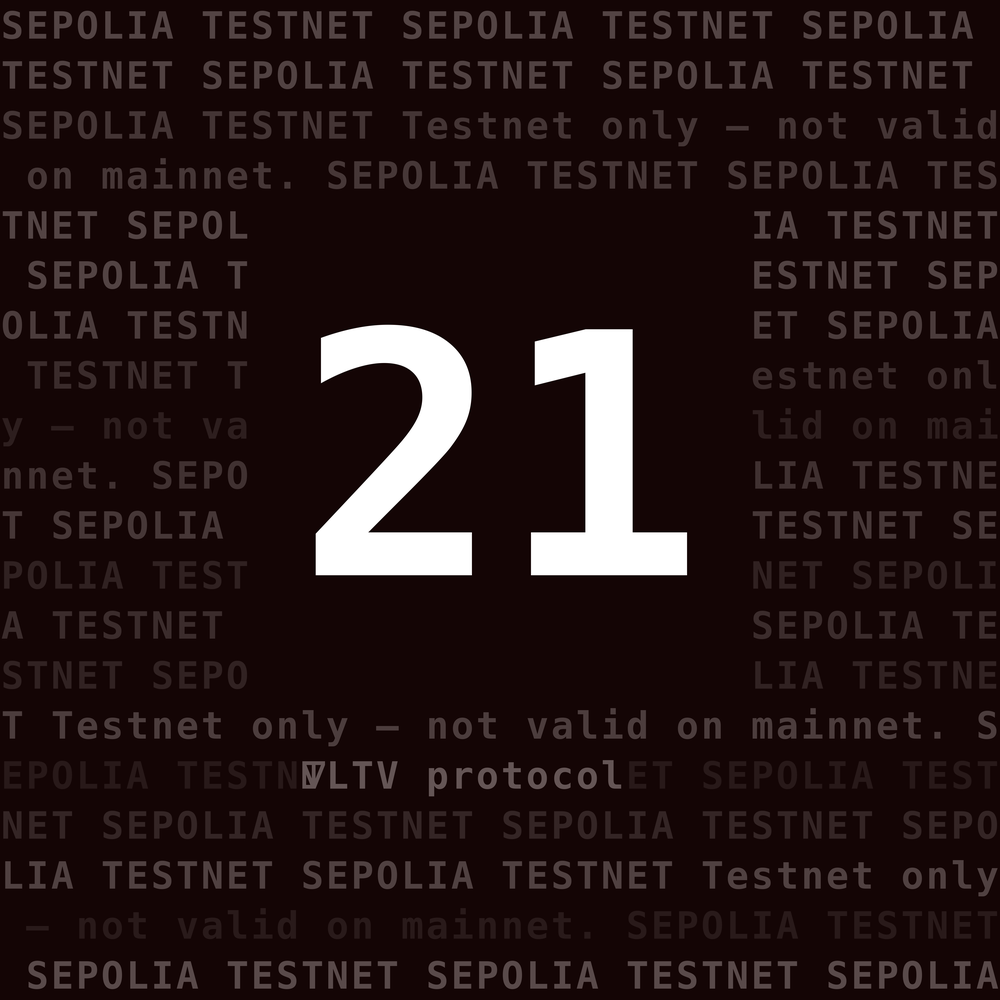 SEPOLIA TESTNET SEPOLIA TESTNET SEPOLIA
TESTNET SEPOLIA TESTNET SEPOLIA TESTNET
SEPOLIA TESTNET Testnet only — not valid
on mainnet. SEPOLIA TESTNET SEPOLIA TES
TNET SEPOL IA TESTNET
SEPOLIA T ESTNET SEP
OLIA TESTN ET SEPOLIA
TESTNET T estnet onl
y — not va lid on mai
nnet. SEPO LIA TESTNE
T SEPOLIA TESTNET SE
POLIA TEST NET SEPOLI
A TESTNET SEPOLIA TE
STNET SEPO LIA TESTNE
21
T Testnet only — not valid on mainnet. S
EPOLIA TESTN VLTV protocol ET SEPOLIA TEST
NET SEPOLIA TESTNET SEPOLIA TESTNET SEPO
LIA TESTNET SEPOLIA TESTNET Testnet only
— not valid on mainnet. SEPOLIA TESTNET
SEPOLIA TESTNET SEPOLIA TESTNET SEPOLIA